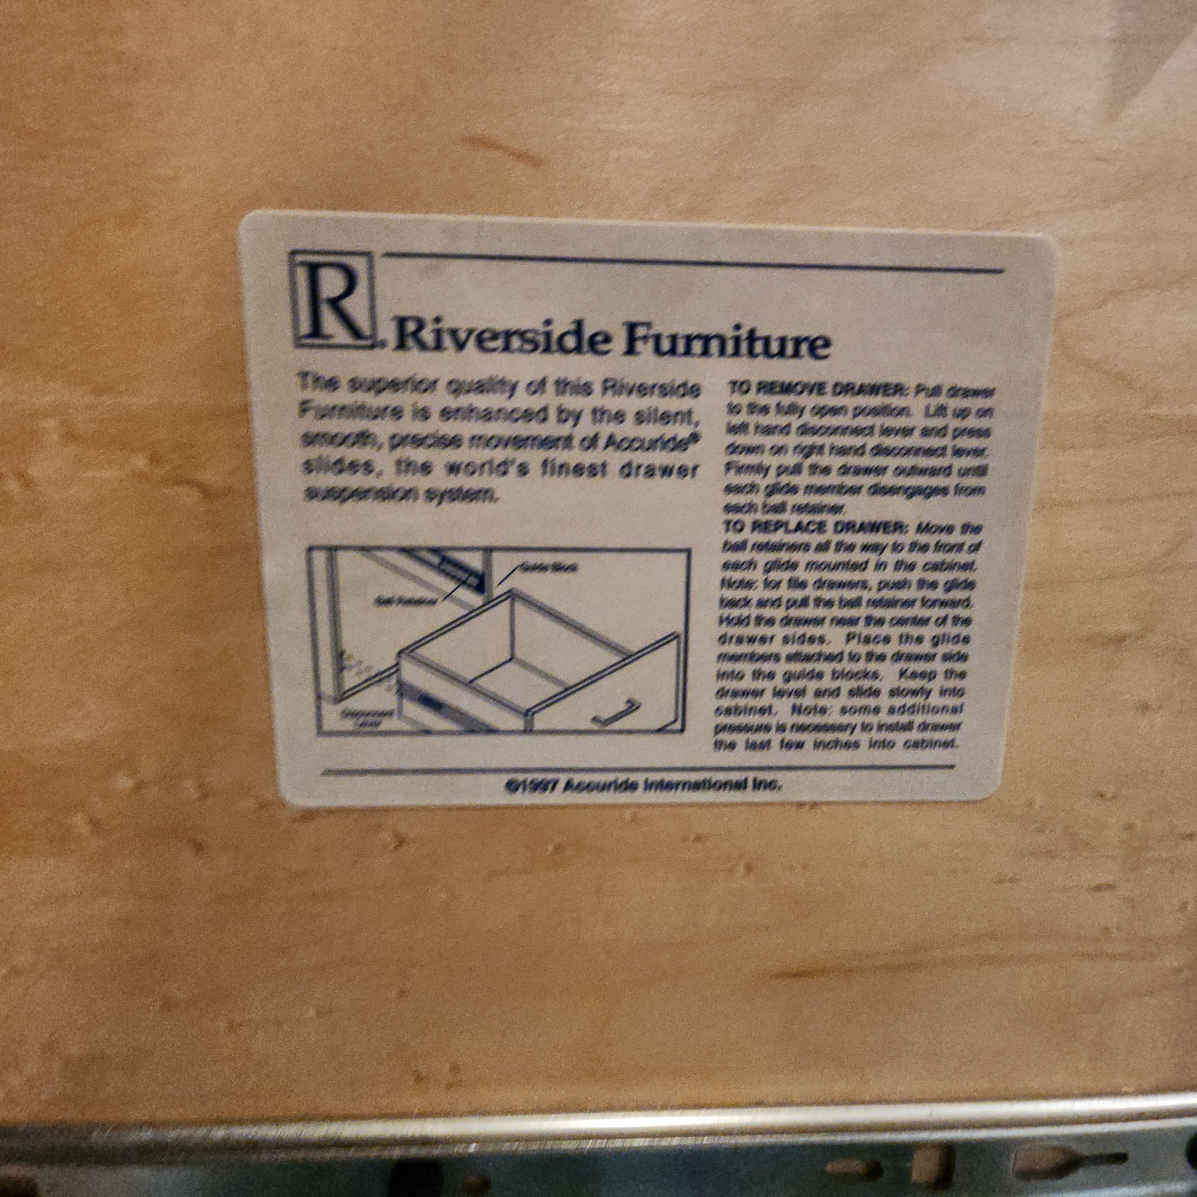 R® Riverside Furniture
The superior quality of this Riverside
Furniture is enhanced by the silent,
smooth, precise movement of Accuride®
slides, the world's finest drawer
suspension system.
Guide Block
Ball Retainer
Disconnect
Lever
TO REMOVE DRAWER: Pull drawer
to the fully open position. Lift up on
left hand disconnect lever and press
down on right hand disconnect lever.
Firmly pull the drawer outward until
each glide member disengages from
each ball retainer.
TO REPLACE DRAWER: Move the
ball retainers all the way to the front of
each glide mounted in the cabinet.
Note: for file drawers, push the glide
back and pull the ball retainer forward.
Hold the drawer near the center of the
drawer sides. Place the glide
members attached to the drawer side
into the guide blocks. Keep the
drawer level and slide slowly into
cabinet. Note: some additional
pressure is necessary to install drawer
the last few inches into cabinet.
©1997 Accuride International Inc.